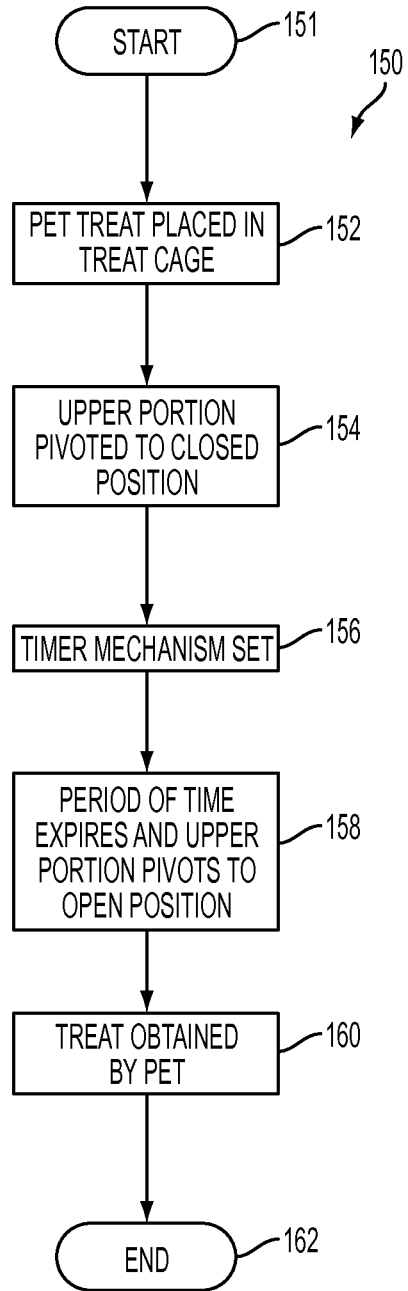 START
151
150
PET TREAT PLACED IN
TREAT CAGE
152
UPPER PORTION
PIVOTED TO CLOSED
POSITION
154
TIMER MECHANISM SET
156
PERIOD OF TIME
EXPIRES AND UPPER
PORTION PIVOTS TO
OPEN POSITION
158
TREAT OBTAINED
BY PET
160
END
162